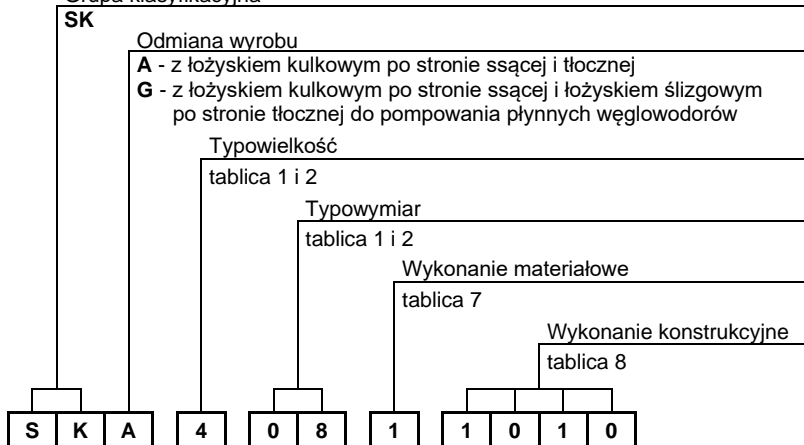 Grupa klasyfikacyjna
SK
Odmiana wyrobu
A - z łożyskiem kulkowym po stronie ssącej i tłocznej
G - z łożyskiem kulkowym po stronie ssącej i łożyskiem ślizgowym
po stronie tłocznej do pompowania płynnych węglowodorów
Typowielkość
tablica 1 i 2
Typowymiar
tablica 1 i 2
Wykonanie materiałowe
tablica 7
Wykonanie konstrukcyjne
tablica 8
S K A 4 0 8 1 1 0 1 0